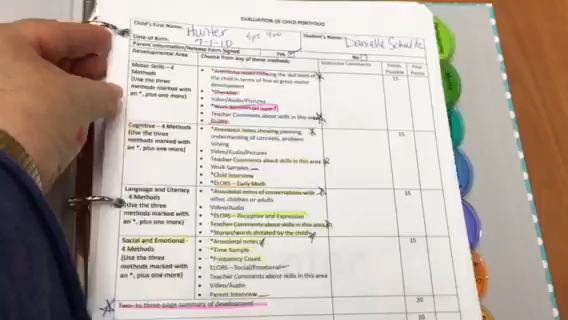 EVALUATION OF CHILD PORTFOLIO
Child's First Name: Hunter
Student's Name: Danielle
Date of Birth: 7-1-10
Parent Information/Release Form Signed Yes No
Developmental Area Choose from any of these methods: Instructor Comments Points Possible Points
Motor Skills – 4 Methods (Use the three methods marked with an *, plus one more)
*Anecdotal notes noting the skill level of the child in terms of fine or gross motor development
*Checklist
Video/Audio/Pictures
*Work Samples
Teacher Comments about skills in this area
15
Cognitive – 4 Methods (Use the three methods marked with an *, plus one more)
*Anecdotal notes showing planning, understanding of concepts, problem solving
Video/Audio/Pictures
Teacher Comments about skills in this area
Work Samples
*Child Interview
*ELORS – Early Math
15
Language and Literacy 4 Methods (Use the three methods marked with an *, plus one more)
*Anecdotal notes of conversations with other children or adults
Video/Audio
*ELORS – Receptive and Expressive
Teacher Comments about skills in this area
*Stories/words dictated by the child
15
Social and Emotional - 4 Methods (Use the three methods marked with an *, plus one more)
*Anecdotal notes
*Time Sample
*Frequency Count
ELORS – Social/Emotional
Teacher Comments about skills in this area
Video/Audio
Parent Interview
15
Two- to three-page summary of development
20